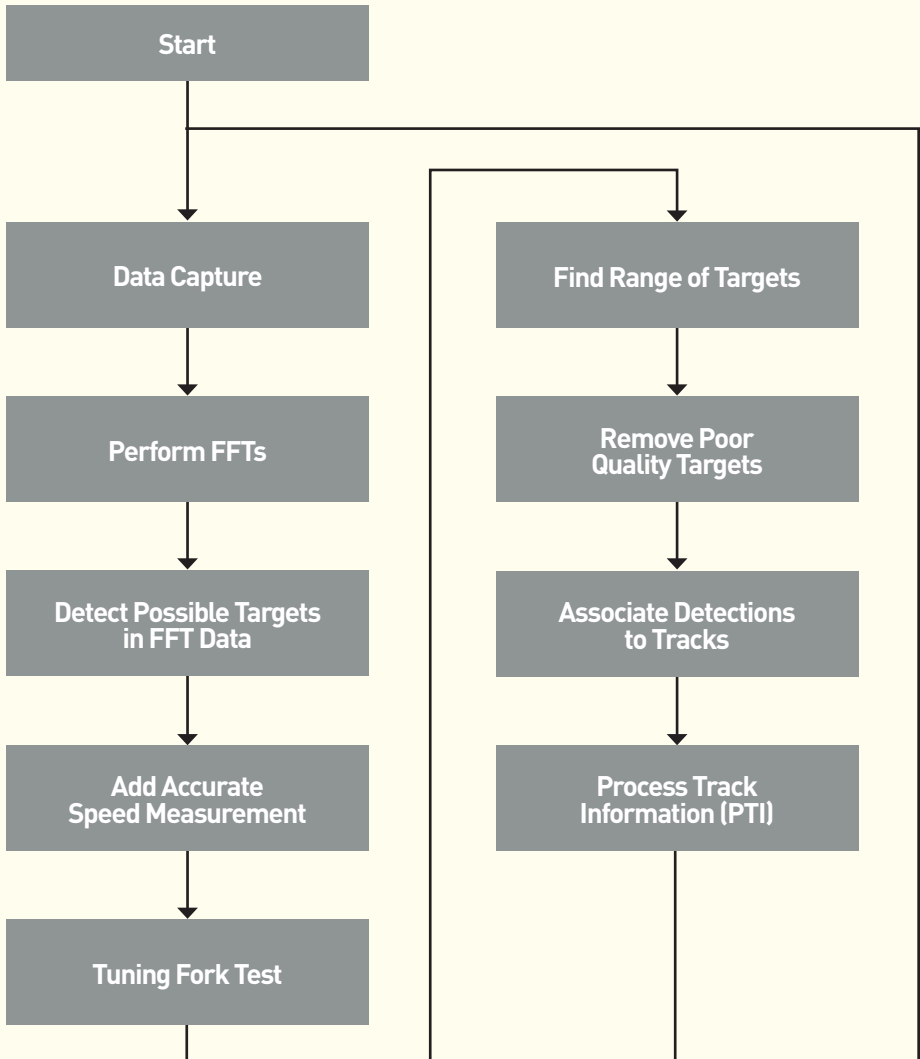 Start
Data Capture
Perform FFTs
Detect Possible Targets
in FFT Data
Add Accurate
Speed Measurement
Tuning Fork Test
Find Range of Targets
Remove Poor
Quality Targets
Associate Detections
to Tracks
Process Track
Information (PTI)